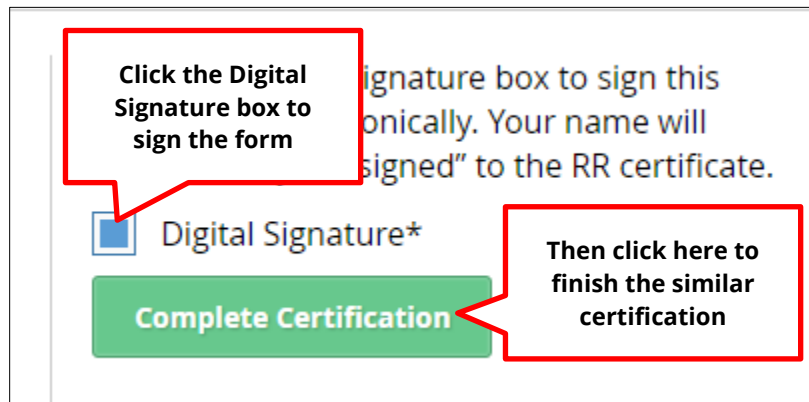 Click the Digital
Signature box to
sign the form
ignature box to sign this
onically. Your name will
signed” to the RR certificate.
Digital Signature*
Complete Certification
Then click here to
finish the similar
certification